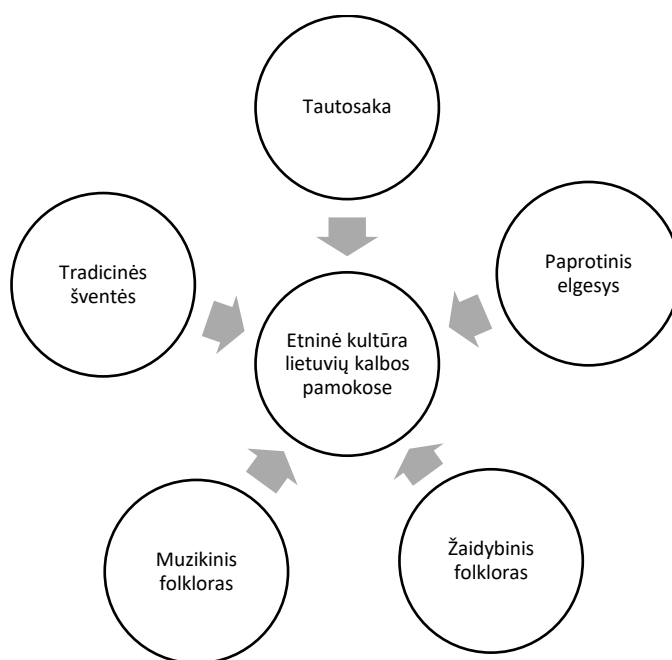 Tautosaka
Tradicinės
šventės
Paprotinis
elgesys
Etninė kultūra
lietuvių kalbos
pamokose
Muzikinis
folkloras
Žaidybinis
folkloras